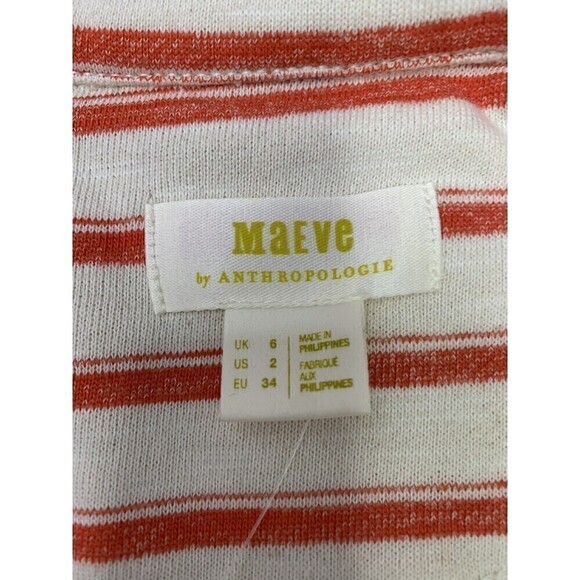 MaEVe
by ANTHROPOLOGIE
UK 6
US 2
EU 34
MADE IN
PHILIPPINES
FABRIQUÉ
AUX
PHILIPPINES